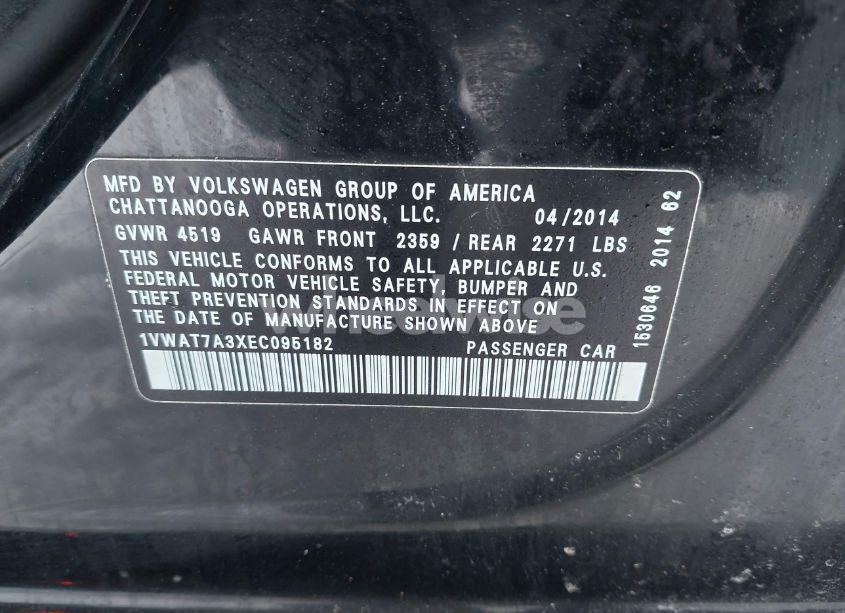 MFD BY VOLKSWAGEN GROUP OF AMERICA
CHATTANOOGA OPERATIONS, LLC. 04/2014
GVWR 4519 GAWR FRONT 2359 / REAR 2271 LBS
THIS VEHICLE CONFORMS TO ALL APPLICABLE U.S.
FEDERAL MOTOR VEHICLE SAFETY, BUMPER AND
THEFT PREVENTION STANDARDS IN EFFECT ON
THE DATE OF MANUFACTURE SHOWN ABOVE
1VWAT7A3XEC095182 PASSENGER CAR
1530646 2014 62